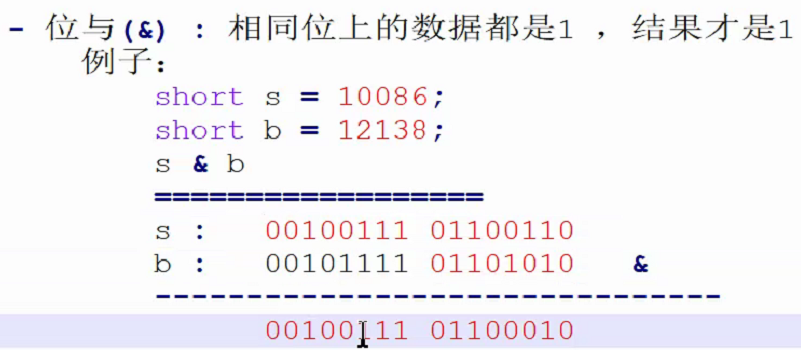 - 位与(&) : 相同位上的数据都是1 , 结果才是1
例子:
short s = 10086;
short b = 12138;
s & b
==================
s : 00100111 01100110
b : 00101111 01101010 &
-------------------------------
00100111 01100010